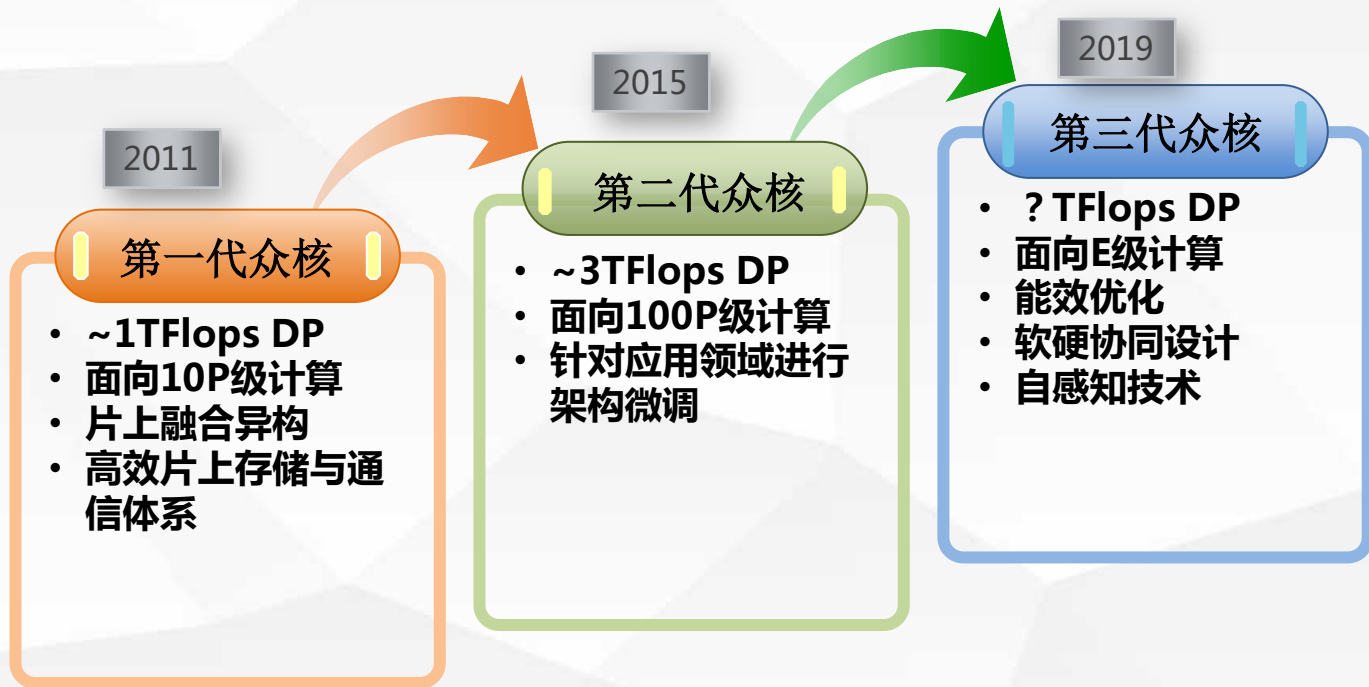 2011
第一代众核
• ~1TFlops DP
• 面向10P级计算
• 片上融合异构
• 高效片上存储与通
信体系
2015
第二代众核
• ~3TFlops DP
• 面向100P级计算
• 针对应用领域进行
架构微调
2019
第三代众核
• ？TFlops DP
• 面向E级计算
• 能效优化
• 软硬协同设计
• 自感知技术